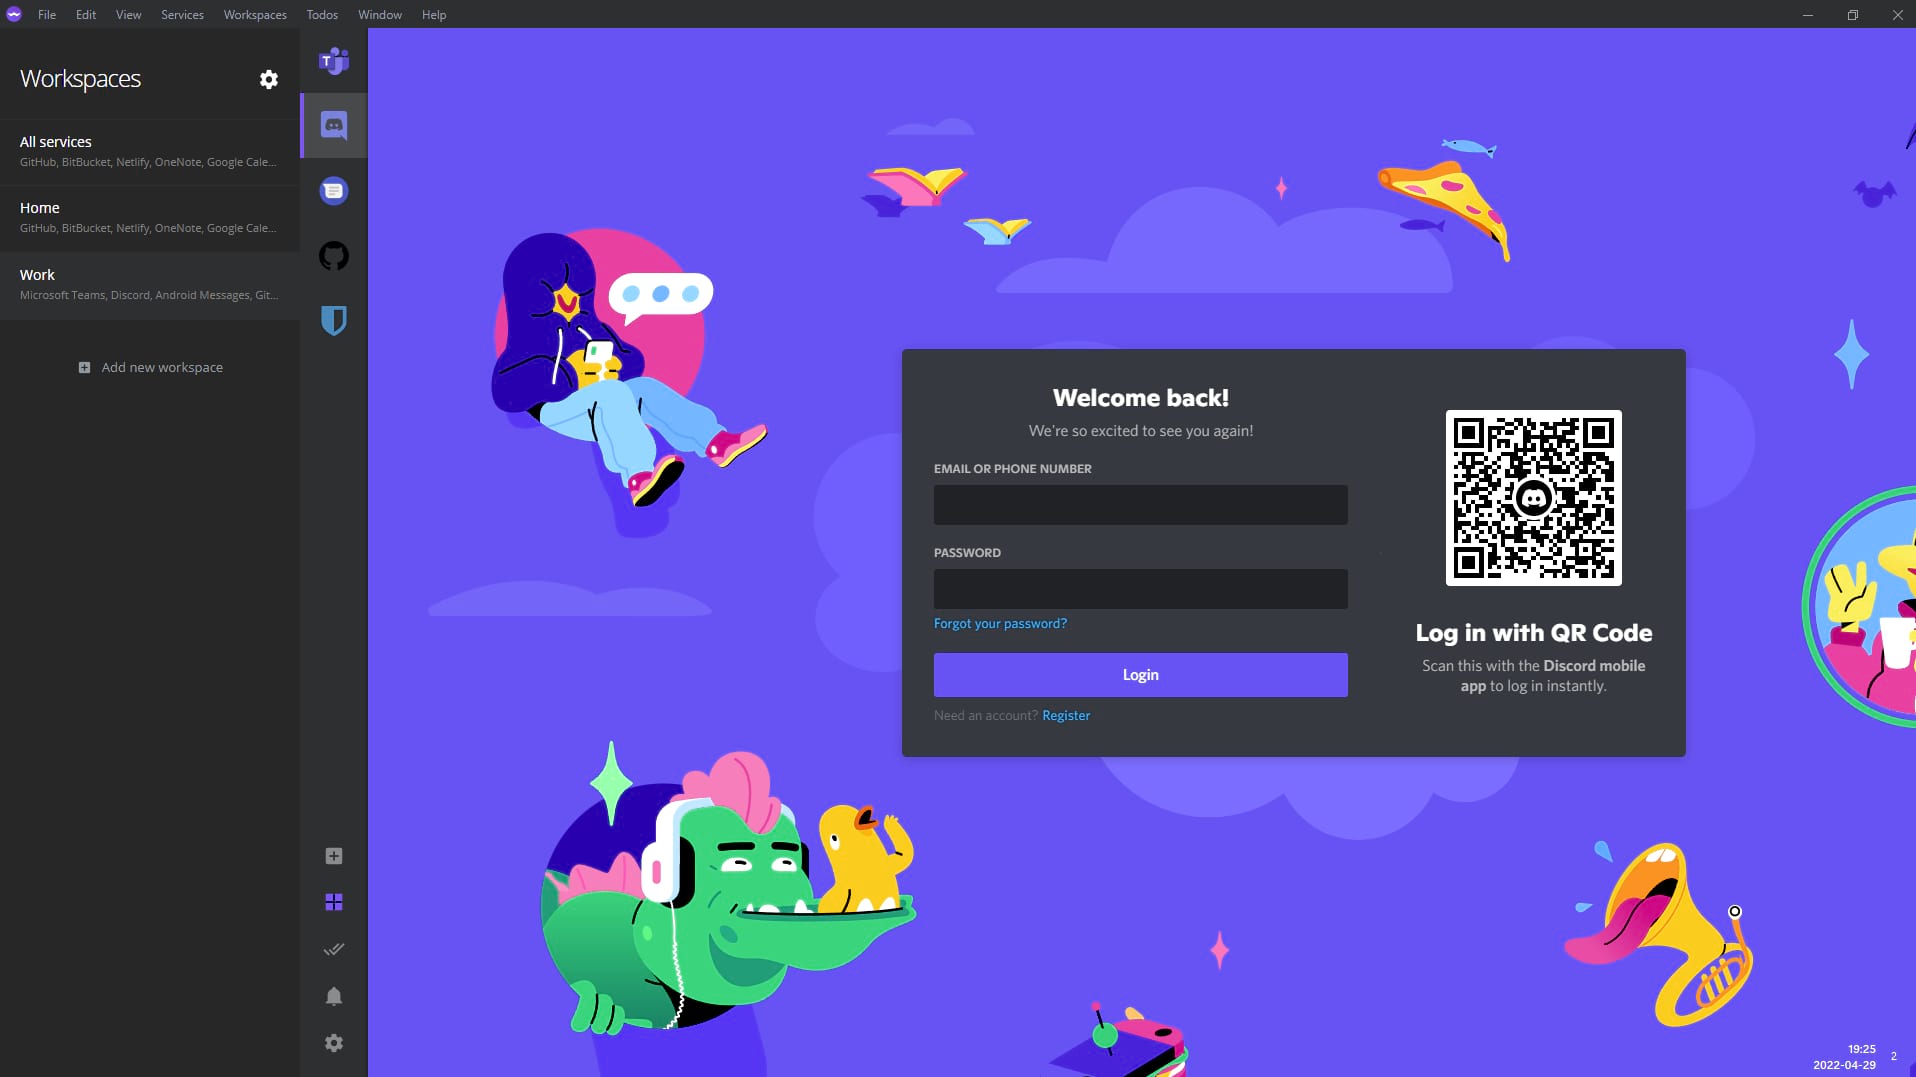 File Edit View Services Workspaces Todos Window Help
Workspaces
All services
GitHub, BitBucket, Netlify, OneNote, Google Cale...
Home
GitHub, BitBucket, Netlify, OneNote, Google Cale...
Work
Microsoft Teams, Discord, Android Messages, Git...
Add new workspace
T
Welcome back!
We're so excited to see you again!
EMAIL OR PHONE NUMBER
PASSWORD
Forgot your password?
Login
Need an account? Register
Log in with QR Code
Scan this with the Discord mobile
app to log in instantly.
19:25
2022-04-29
2